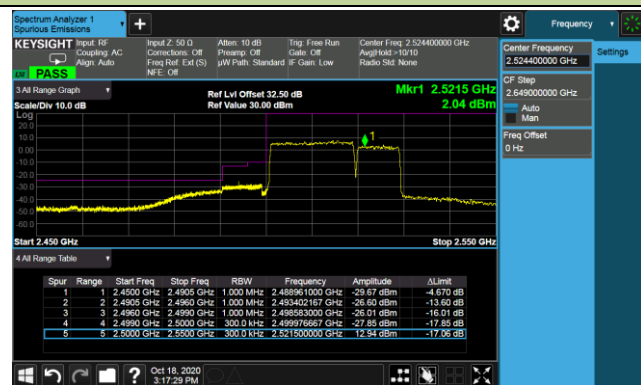 Spectrum Analyzer 1
Spurious Emissions
Frequency
KEYSIGHT
Input: RF
Coupling: AC
Align: Auto
Input Z: 50 Ω
Corrections: Off
Freq Ref: Ext (S)
NFE: Off
Atten: 10 dB
Preamp: Off
µW Path: Standard
Trig: Free Run
Gate: Off
IF Gain: Low
Center Freq: 2.524400000 GHz
Avg|Hold:>10/10
Radio Std: None
LW PASS
Center Frequency
2.524400000 GHz
Settings
CF Step
2.649000000 GHz
Auto
Man
Freq Offset
0 Hz
3 All Range Graph
Scale/Div 10.0 dB
Ref Lvl Offset 32.50 dB
Ref Value 30.00 dBm
Mkr1 2.5215 GHz
2.04 dBm
Log
20.0
10.0
0.00
-10.0
-20.0
-30.0
-40.0
-50.0
-60.0
1
Start 2.450 GHz
Stop 2.550 GHz
4 All Range Table
Spur Range Start Freq Stop Freq RBW Frequency Amplitude ΔLimit
1 1 2.4500 GHz 2.4905 GHz 1.000 MHz 2.488961000 GHz -29.67 dBm -4.670 dB
2 2 2.4905 GHz 2.4960 GHz 1.000 MHz 2.493402167 GHz -26.60 dBm -13.60 dB
3 3 2.4960 GHz 2.4990 GHz 1.000 MHz 2.498583000 GHz -26.01 dBm -16.01 dB
4 4 2.4990 GHz 2.5000 GHz 300.0 kHz 2.499976667 GHz -27.85 dBm -17.85 dB
5 5 2.5000 GHz 2.5500 GHz 300.0 kHz 2.521500000 GHz 12.94 dBm -17.06 dB
Oct 18, 2020
3:17:29 PM